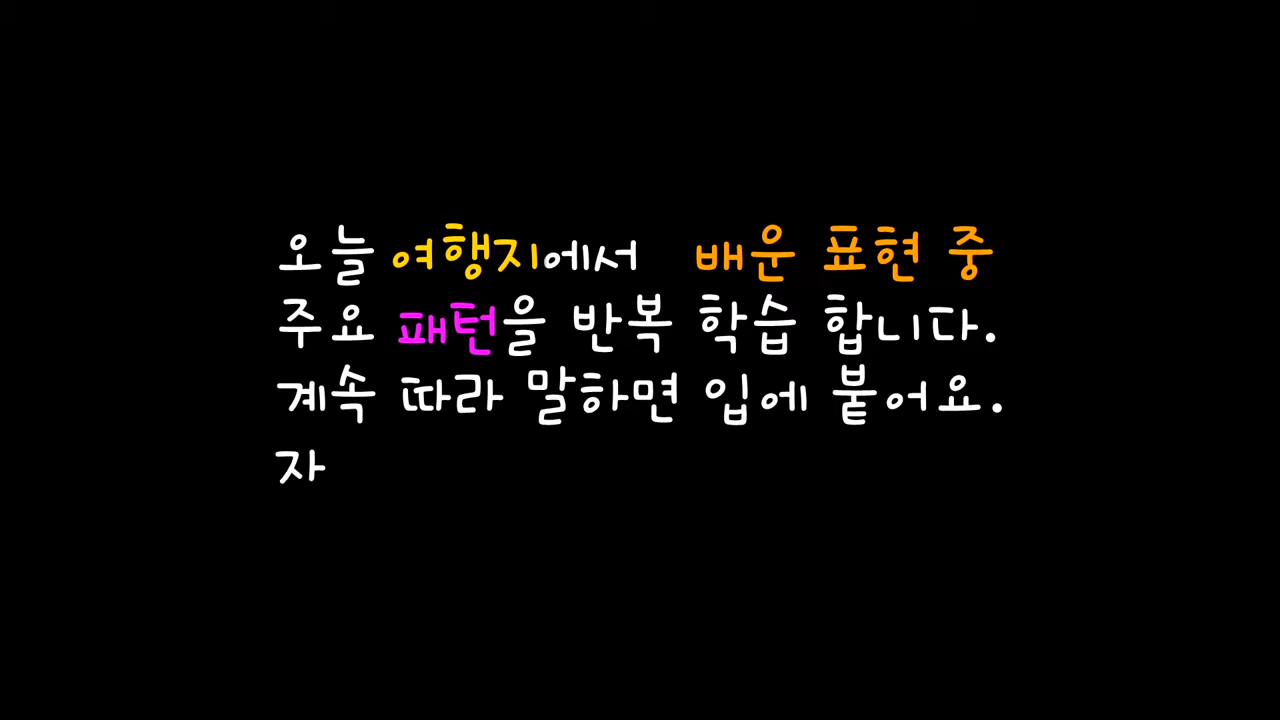 오늘 여행지에서 배운 표현 중
주요 패턴을 반복 학습 합니다.
계속 따라 말하면 입에 붙어요.
자